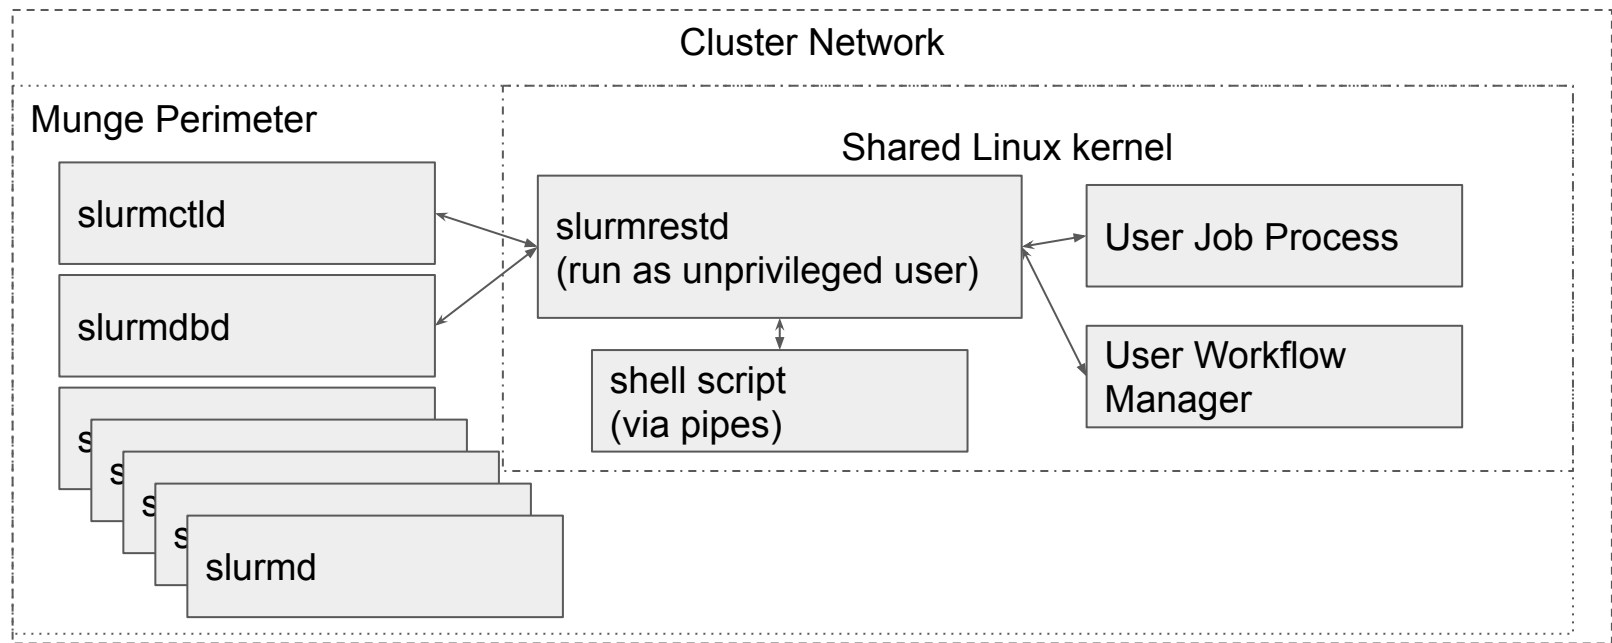 Cluster Network
Munge Perimeter
Shared Linux kernel
slurmctld
slurmrestd
(run as unprivileged user)
User Job Process
slurmdbd
shell script
(via pipes)
User Workflow
Manager
s
s
s
s
slurmd